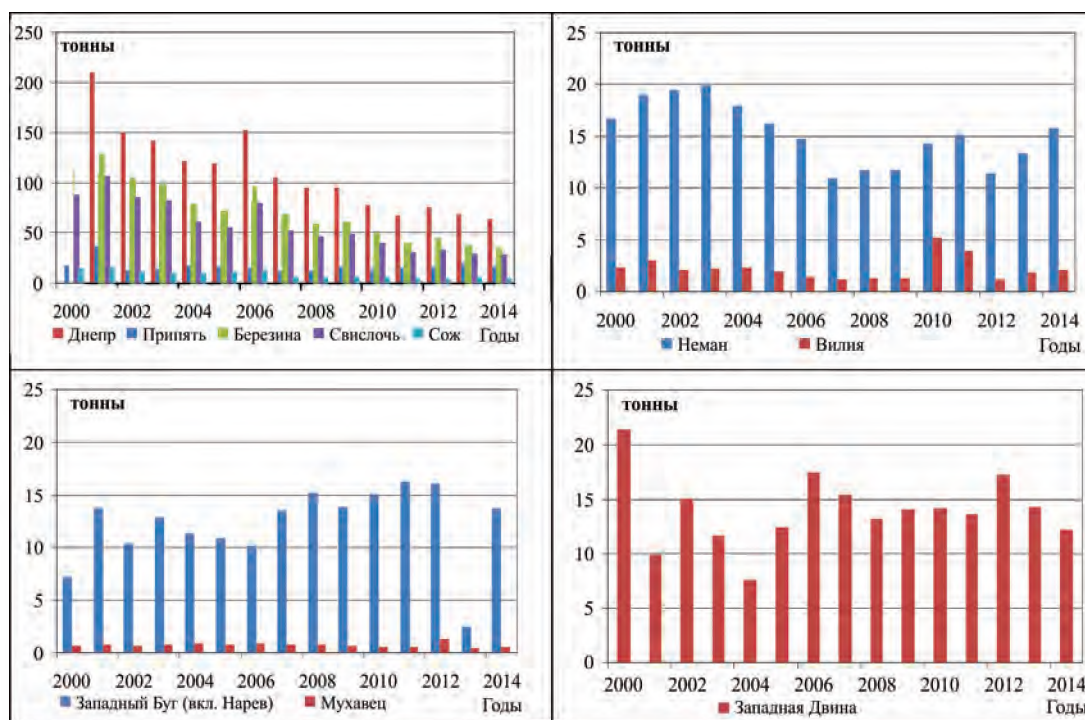 тонны
250
200
150
100
50
0
2000 2002 2004 2006 2008 2010 2012 2014
Днепр Припять Березина Свислочь Сож Годы
тонны
25
20
15
10
5
0
2000 2002 2004 2006 2008 2010 2012 2014
Неман Вилия Годы
тонны
25
20
15
10
5
0
2000 2002 2004 2006 2008 2010 2012 2014
Западный Буг (вкл. Нарев) Мухавец Годы
тонны
25
20
15
10
5
0
2000 2002 2004 2006 2008 2010 2012 2014
Западная Двина Годы